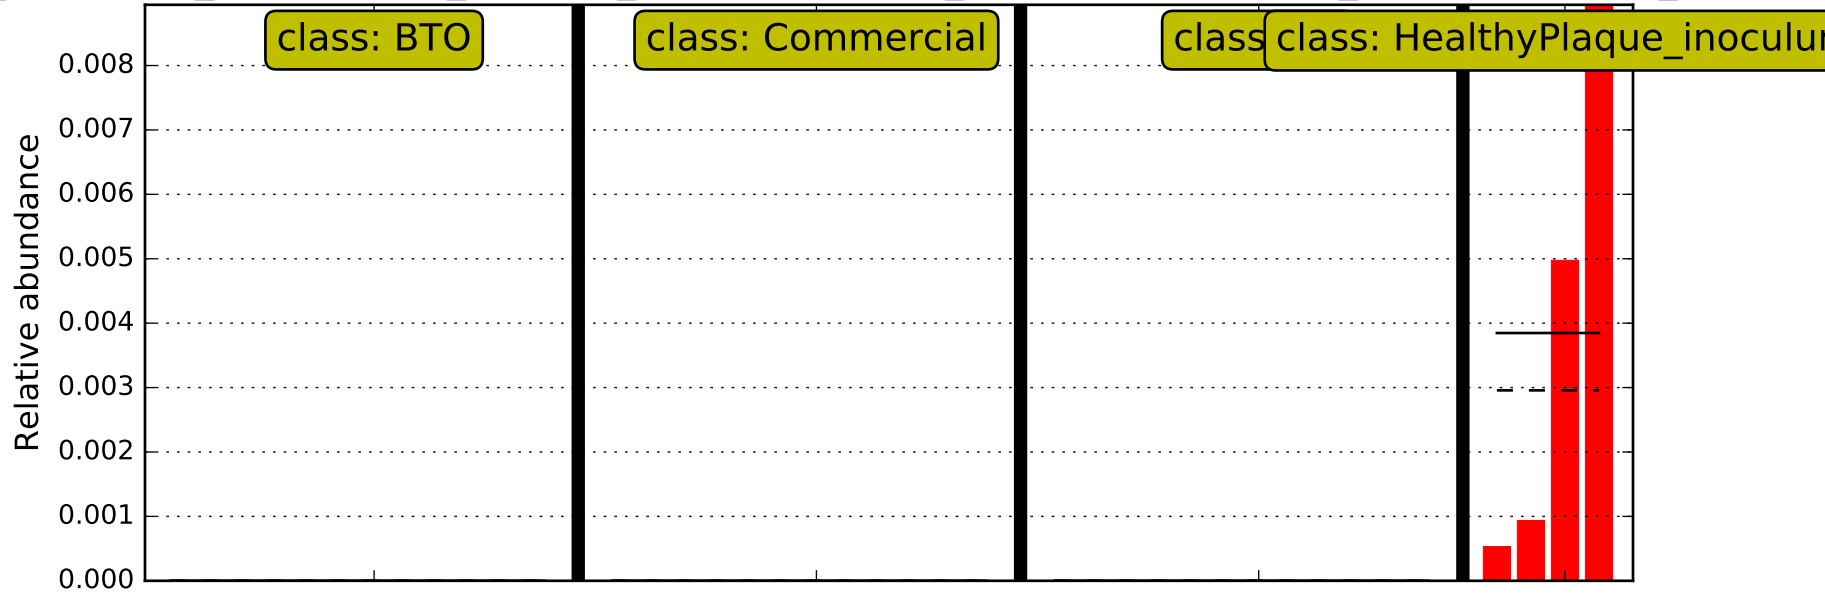 class: BTO
class: Commercial
class
class: HealthyPlaque_inoculu
0.008
0.007
0.006
0.005
0.004
0.003
0.002
0.001
0.000
Relative abundance